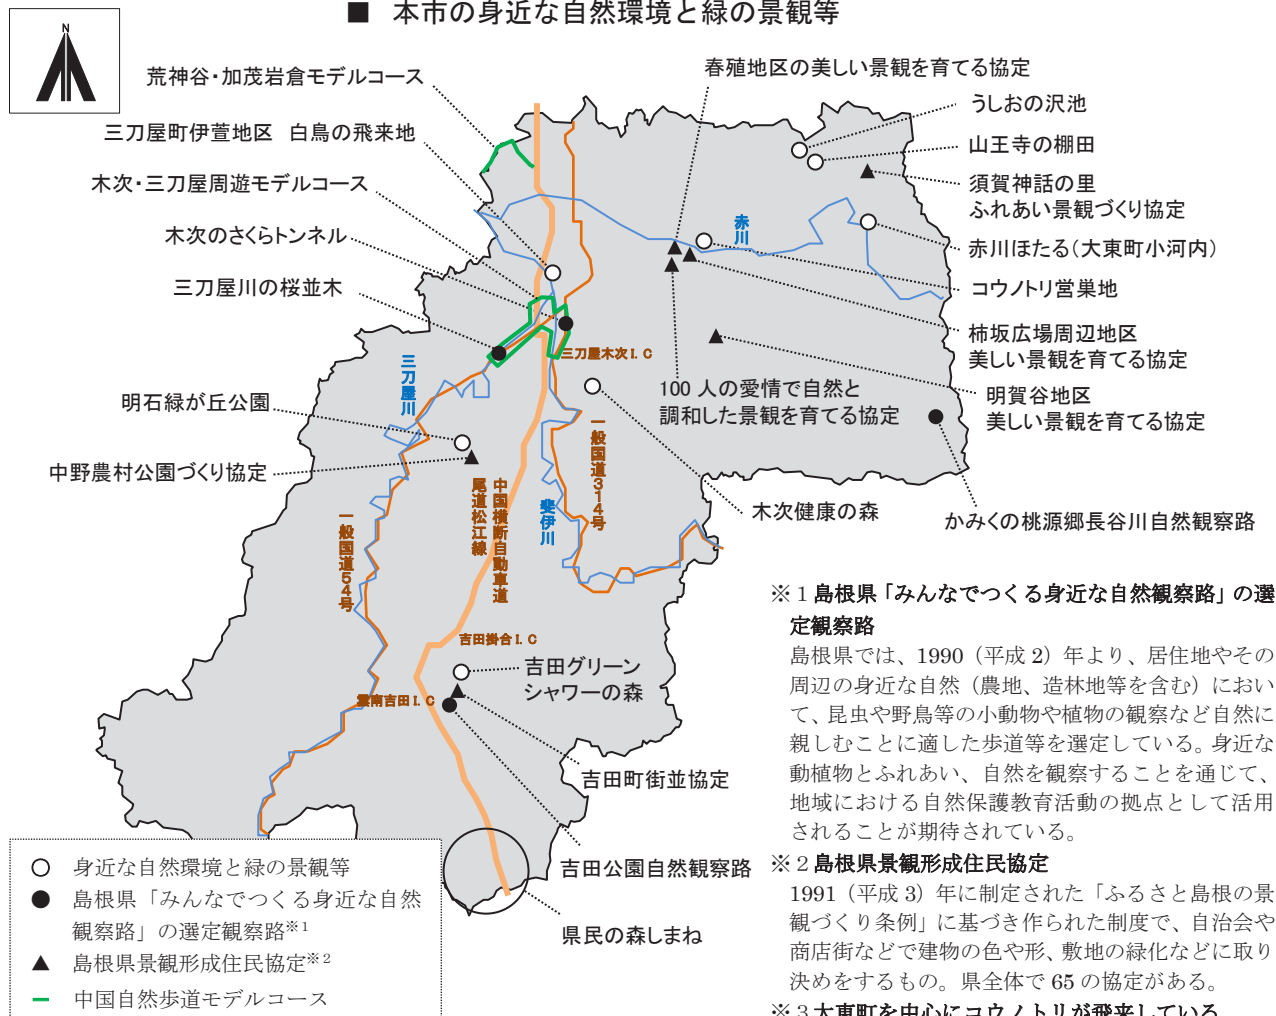 ■ 本市の身近な自然環境と緑の景観等
N
荒神谷・加茂岩倉モデルコース
三刀屋町伊萱地区 白鳥の飛来地
木次・三刀屋周遊モデルコース
木次のさくらトンネル
三刀屋川の桜並木
明石緑が丘公園
中野農村公園づくり協定
春殖地区の美しい景観を育てる協定
うしおの沢池
山王寺の棚田
須賀神話の里
ふれあい景観づくり協定
赤川ほたる(大東町小河内)
コウノトリ営巣地
柿坂広場周辺地区
美しい景観を育てる協定
明賀谷地区
美しい景観を育てる協定
100 人の愛情で自然と
調和した景観を育てる協定
木次健康の森
かみくの桃源郷長谷川自然観察路
赤川
三刀屋川
斐伊川
三刀屋木次I.C
一般国道314号
中国横断自動車道
尾道松江線
一般国道54号
吉田掛合I.C
雲南吉田I.C
吉田グリーン
シャワーの森
吉田町街並協定
吉田公園自然観察路
県民の森しまね
○ 身近な自然環境と緑の景観等
● 島根県「みんなでつくる身近な自然
観察路」の選定観察路※1
▲ 島根県景観形成住民協定※2
中国自然歩道モデルコース
※1島根県「みんなでつくる身近な自然観察路」の選
定観察路
島根県では、1990(平成2)年より、居住地やその
周辺の身近な自然(農地、造林地等を含む)におい
て、昆虫や野鳥等の小動物や植物の観察など自然に
親しむことに適した歩道等を選定している。身近な
動植物とふれあい、自然を観察することを通じて、
地域における自然保護教育活動の拠点として活用
されることが期待されている。
※2島根県景観形成住民協定
1991(平成3)年に制定された「ふるさと島根の景
観づくり条例」に基づき作られた制度で、自治会や
商店街などで建物の色や形、敷地の緑化などに取り
決めをするもの。県全体で65の協定がある。
※3大東町を中心にコウノトリが飛来している